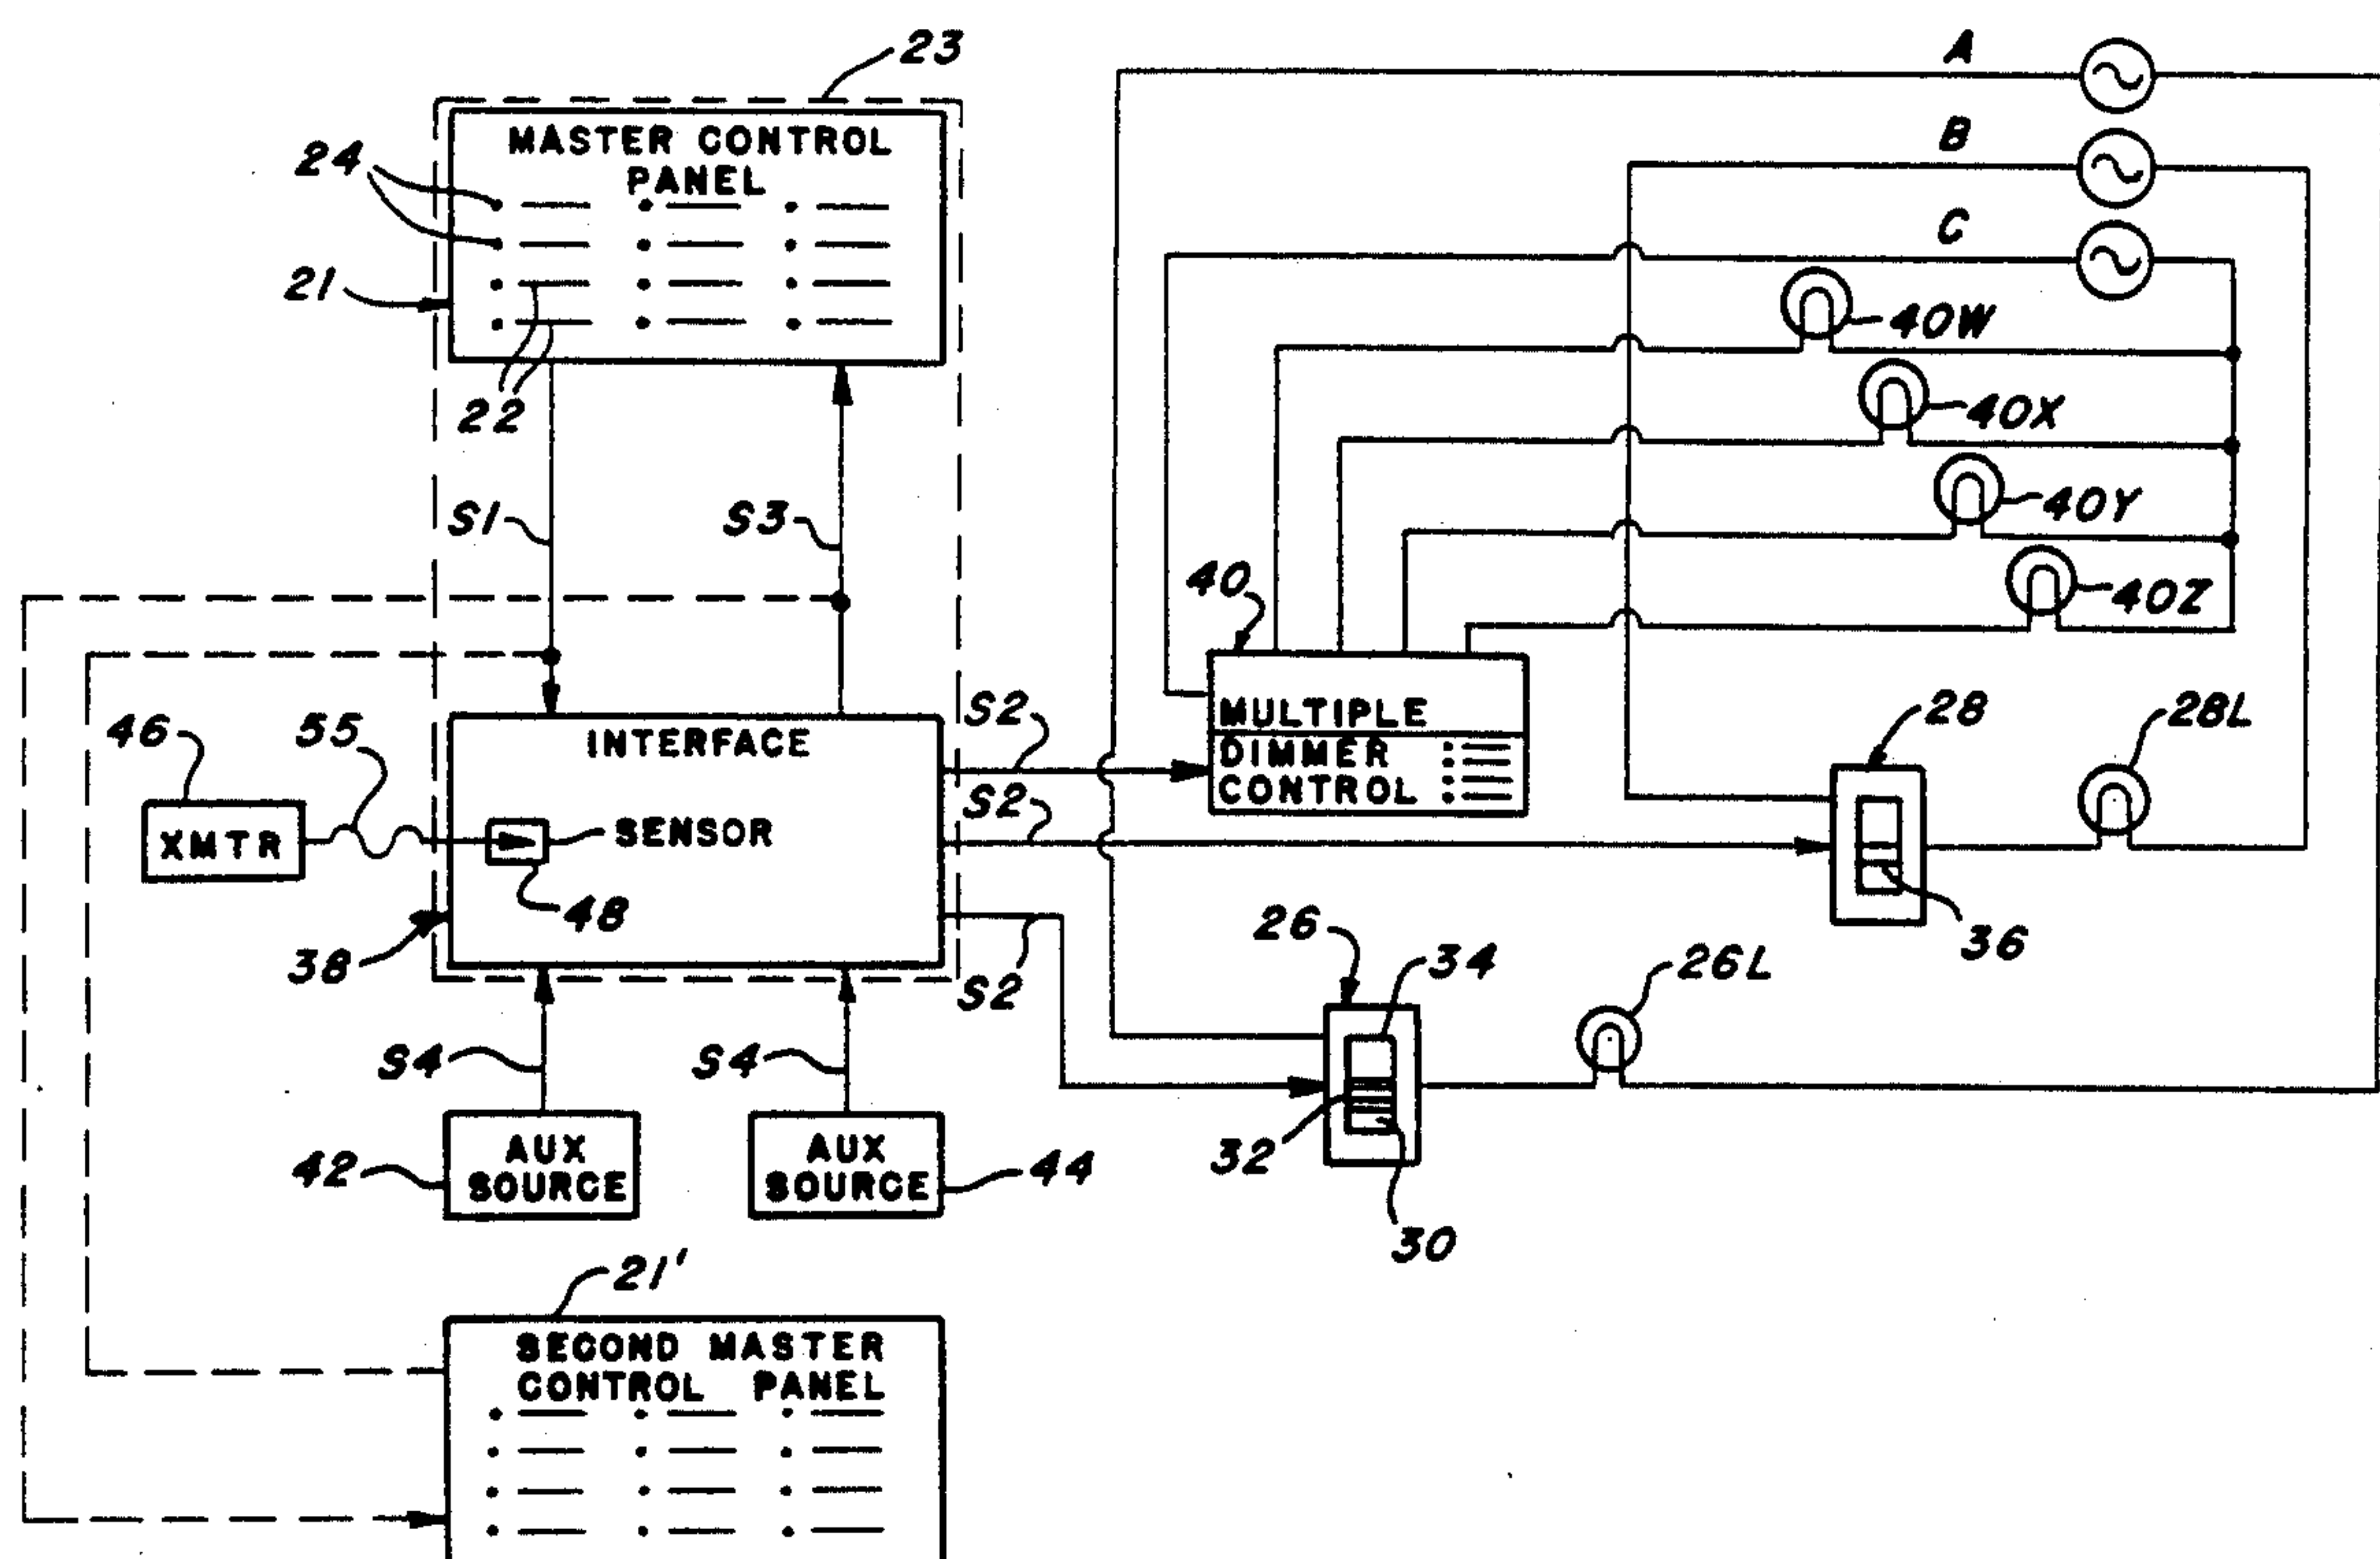 23
A
B
C
MASTER CONTROL
PANEL
24
21
22
40W
40X
40Y
40Z
S1
S3
40
MULTIPLE
DIMMER
CONTROL
46
55
XMTR
INTERFACE
SENSOR
48
38
S2
S2
S2
28
28L
36
26
34
26L
32
30
S4
S4
42
AUX
SOURCE
AUX
SOURCE
44
21'
SECOND MASTER
CONTROL PANEL